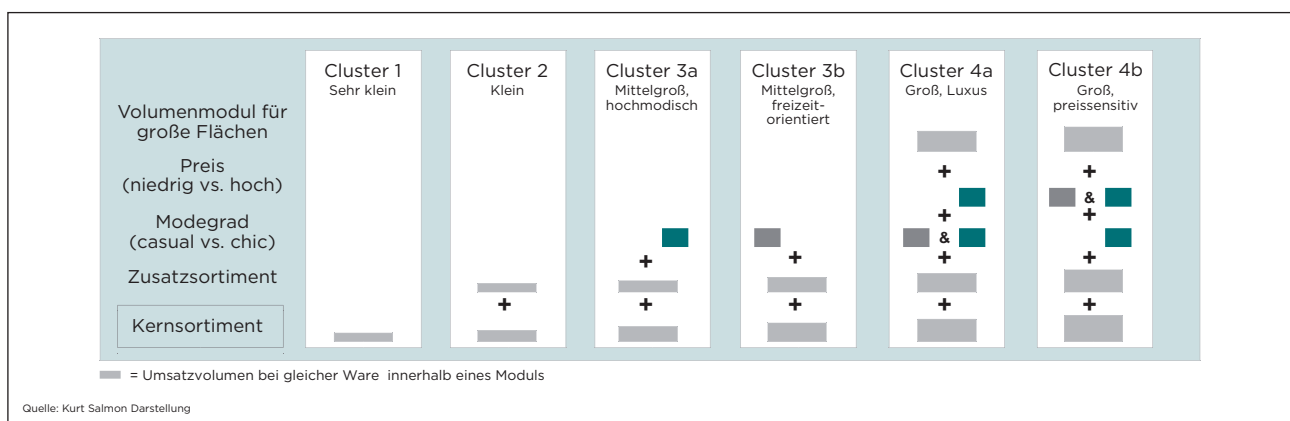 Cluster 1
Sehr klein
Cluster 2
Klein
Cluster 3a
Mittelgroß,
hochmodisch
Cluster 3b
Mittelgroß,
freizeit-
orientiert
Cluster 4a
Groß, Luxus
Cluster 4b
Groß,
preissensitiv
Volumenmodul für
große Flächen
+
+
Preis
(niedrig vs. hoch)
&
+
+
Modegrad
(casual vs. chic)
&
+
+
+
+
Zusatzsortiment
+
+
+
+
+
Kernsortiment
= Umsatzvolumen bei gleicher Ware innerhalb eines Moduls
Quelle: Kurt Salmon Darstellung